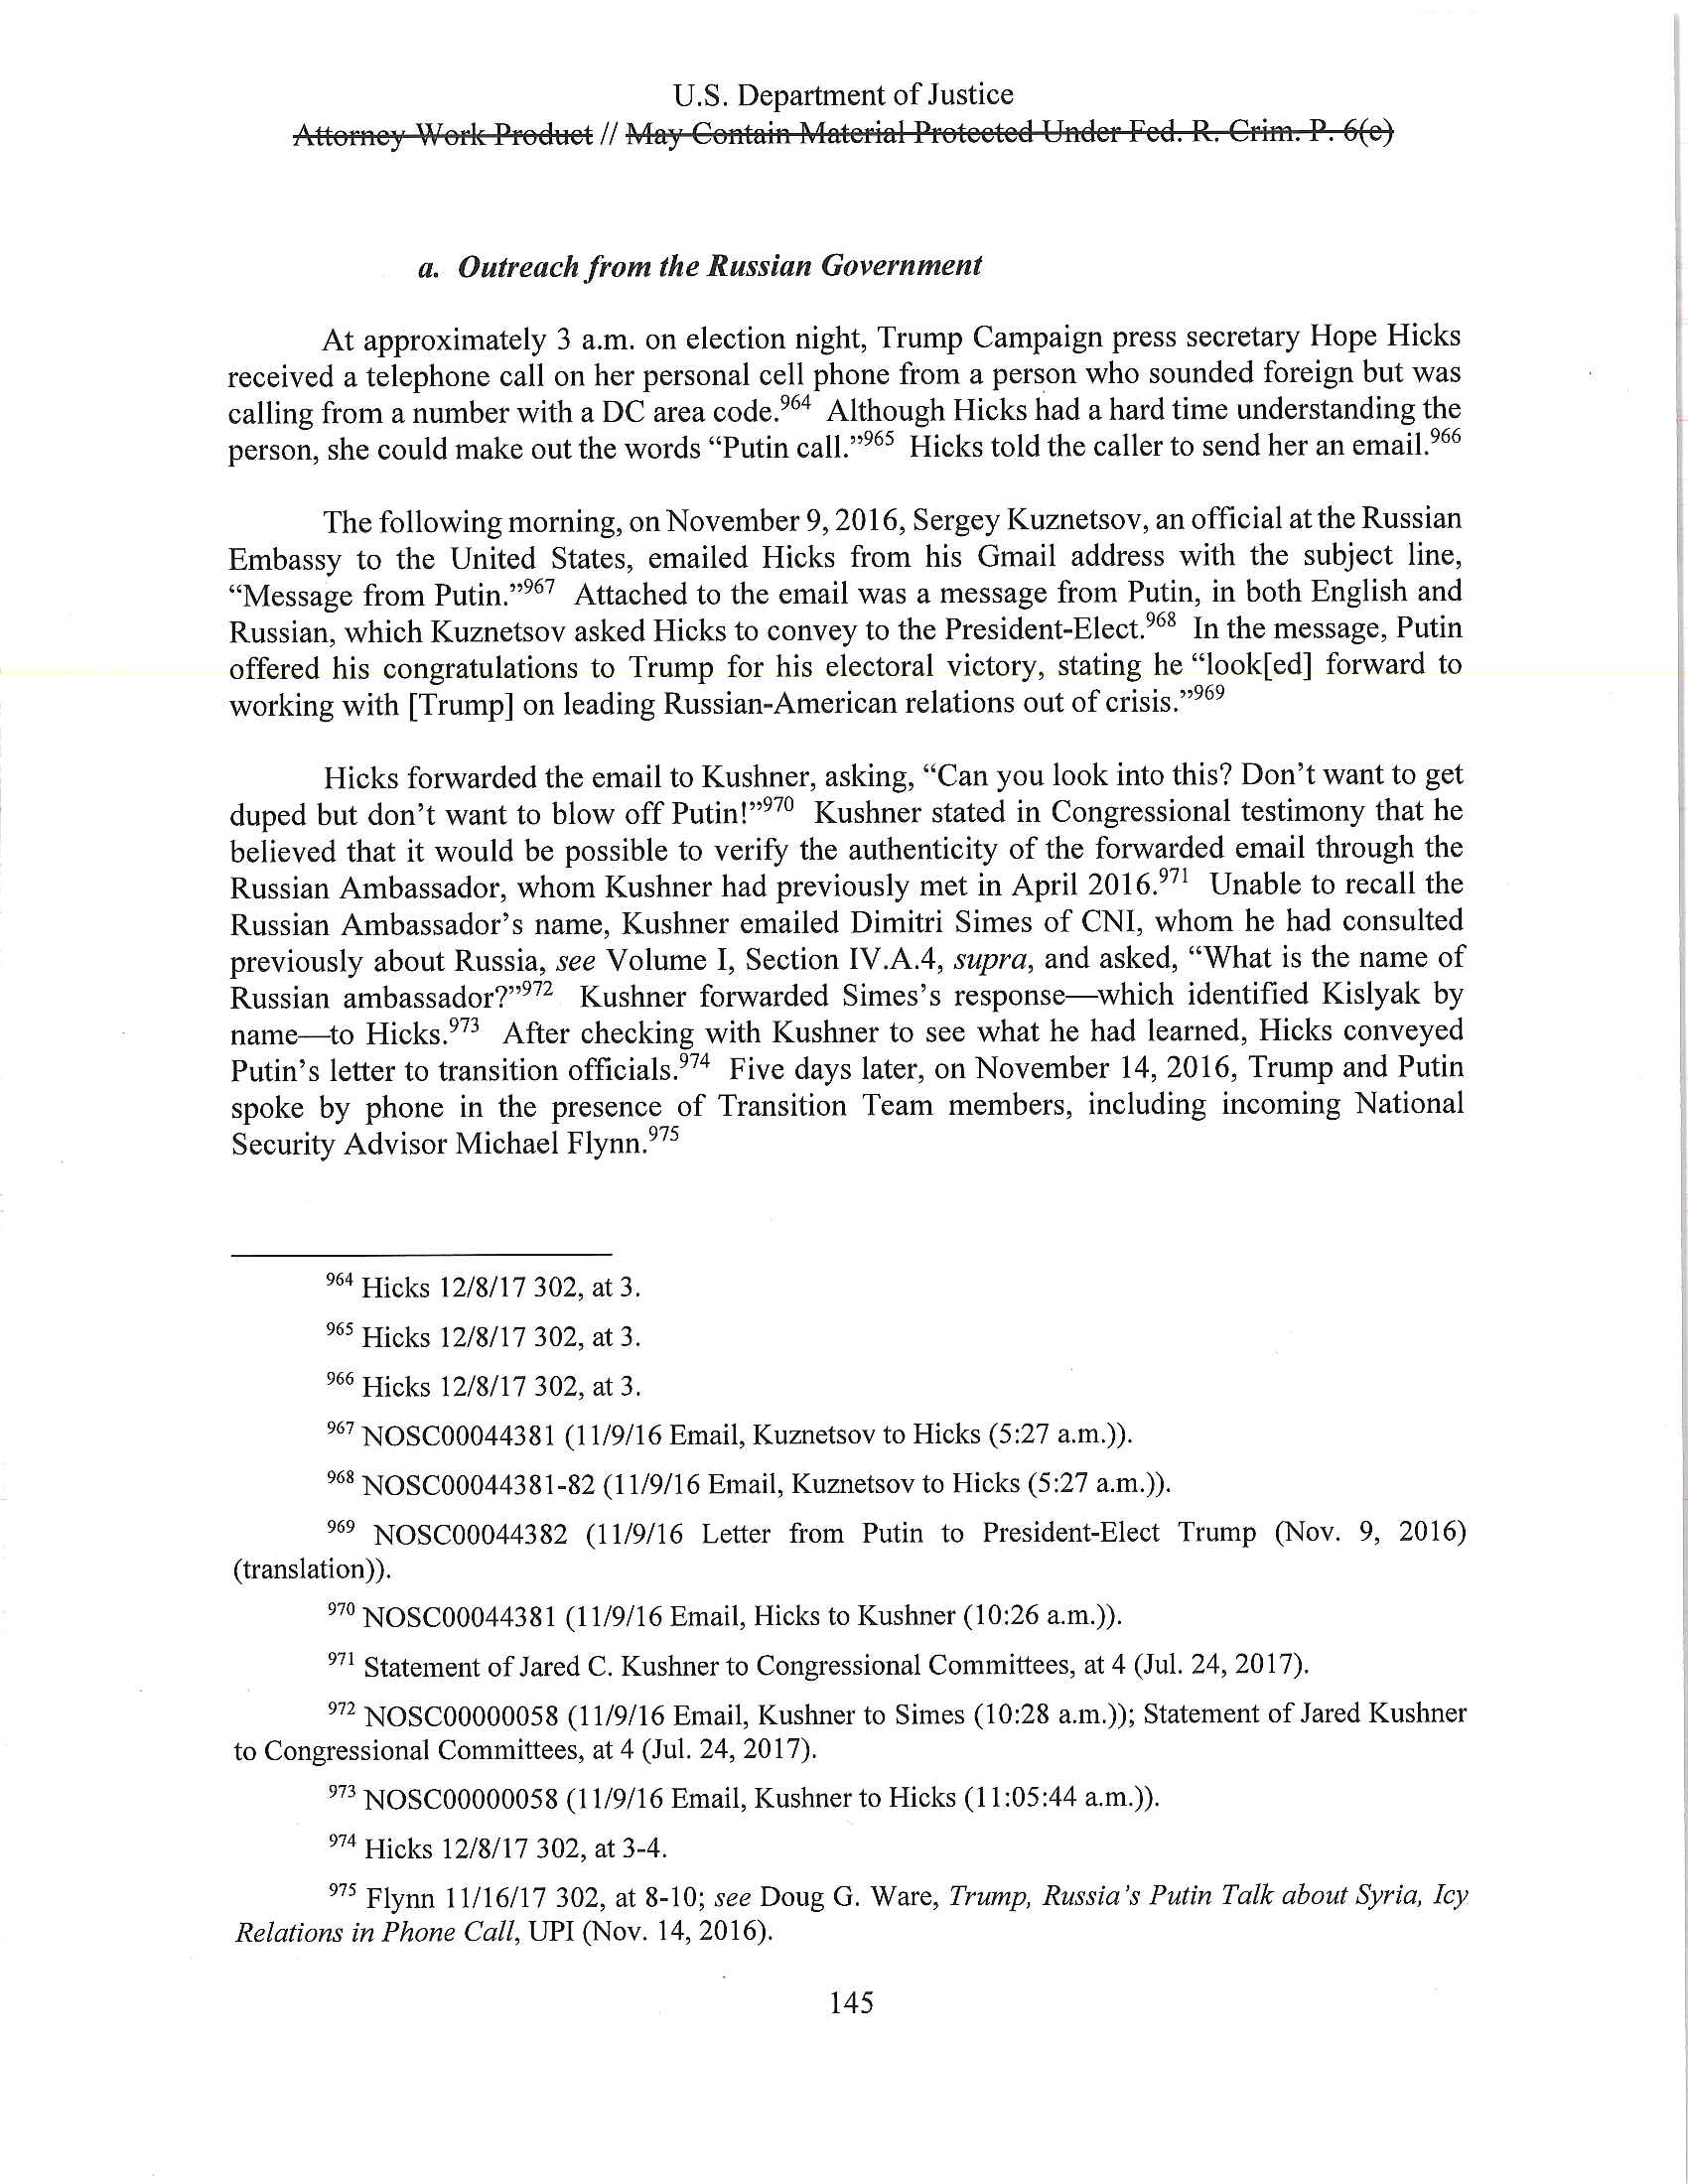 U.S. Department of Justice
Attorney Work Product // May Contain Material Protected Under Fed. R. Crim. P. 6(e)
a. Outreach from the Russian Government
At approximately 3 a.m. on election night, Trump Campaign press secretary Hope Hicks
received a telephone call on her personal cell phone from a person who sounded foreign but was
calling from a number with a DC area code.964 Although Hicks had a hard time understanding the
person, she could make out the words “Putin call.”965 Hicks told the caller to send her an email.966
The following morning, on November 9, 2016, Sergey Kuznetsov, an official at the Russian
Embassy to the United States, emailed Hicks from his Gmail address with the subject line,
“Message from Putin.”967 Attached to the email was a message from Putin, in both English and
Russian, which Kuznetsov asked Hicks to convey to the President-Elect.968 In the message, Putin
offered his congratulations to Trump for his electoral victory, stating he “look[ed] forward to
working with [Trump] on leading Russian-American relations out of crisis.”969
Hicks forwarded the email to Kushner, asking, “Can you look into this? Don’t want to get
duped but don’t want to blow off Putin!”970 Kushner stated in Congressional testimony that he
believed that it would be possible to verify the authenticity of the forwarded email through the
Russian Ambassador, whom Kushner had previously met in April 2016.971 Unable to recall the
Russian Ambassador’s name, Kushner emailed Dimitri Simes of CNI, whom he had consulted
previously about Russia, see Volume I, Section IV.A.4, supra, and asked, “What is the name of
Russian ambassador?”972 Kushner forwarded Simes’s response—which identified Kislyak by
name—to Hicks.973 After checking with Kushner to see what he had learned, Hicks conveyed
Putin’s letter to transition officials.974 Five days later, on November 14, 2016, Trump and Putin
spoke by phone in the presence of Transition Team members, including incoming National
Security Advisor Michael Flynn.975
964 Hicks 12/8/17 302, at 3.
965 Hicks 12/8/17 302, at 3.
966 Hicks 12/8/17 302, at 3.
967 NOSC00044381 (11/9/16 Email, Kuznetsov to Hicks (5:27 a.m.)).
968 NOSC00044381-82 (11/9/16 Email, Kuznetsov to Hicks (5:27 a.m.)).
969 NOSC00044382 (11/9/16 Letter from Putin to President-Elect Trump (Nov. 9, 2016)
(translation)).
970 NOSC00044381 (11/9/16 Email, Hicks to Kushner (10:26 a.m.)).
971 Statement of Jared C. Kushner to Congressional Committees, at 4 (Jul. 24, 2017).
972 NOSC00000058 (11/9/16 Email, Kushner to Simes (10:28 a.m.)); Statement of Jared Kushner
to Congressional Committees, at 4 (Jul. 24, 2017).
973 NOSC00000058 (11/9/16 Email, Kushner to Hicks (11:05:44 a.m.)).
974 Hicks 12/8/17 302, at 3-4.
975 Flynn 11/16/17 302, at 8-10; see Doug G. Ware, Trump, Russia’s Putin Talk about Syria, Icy
Relations in Phone Call, UPI (Nov. 14, 2016).
145